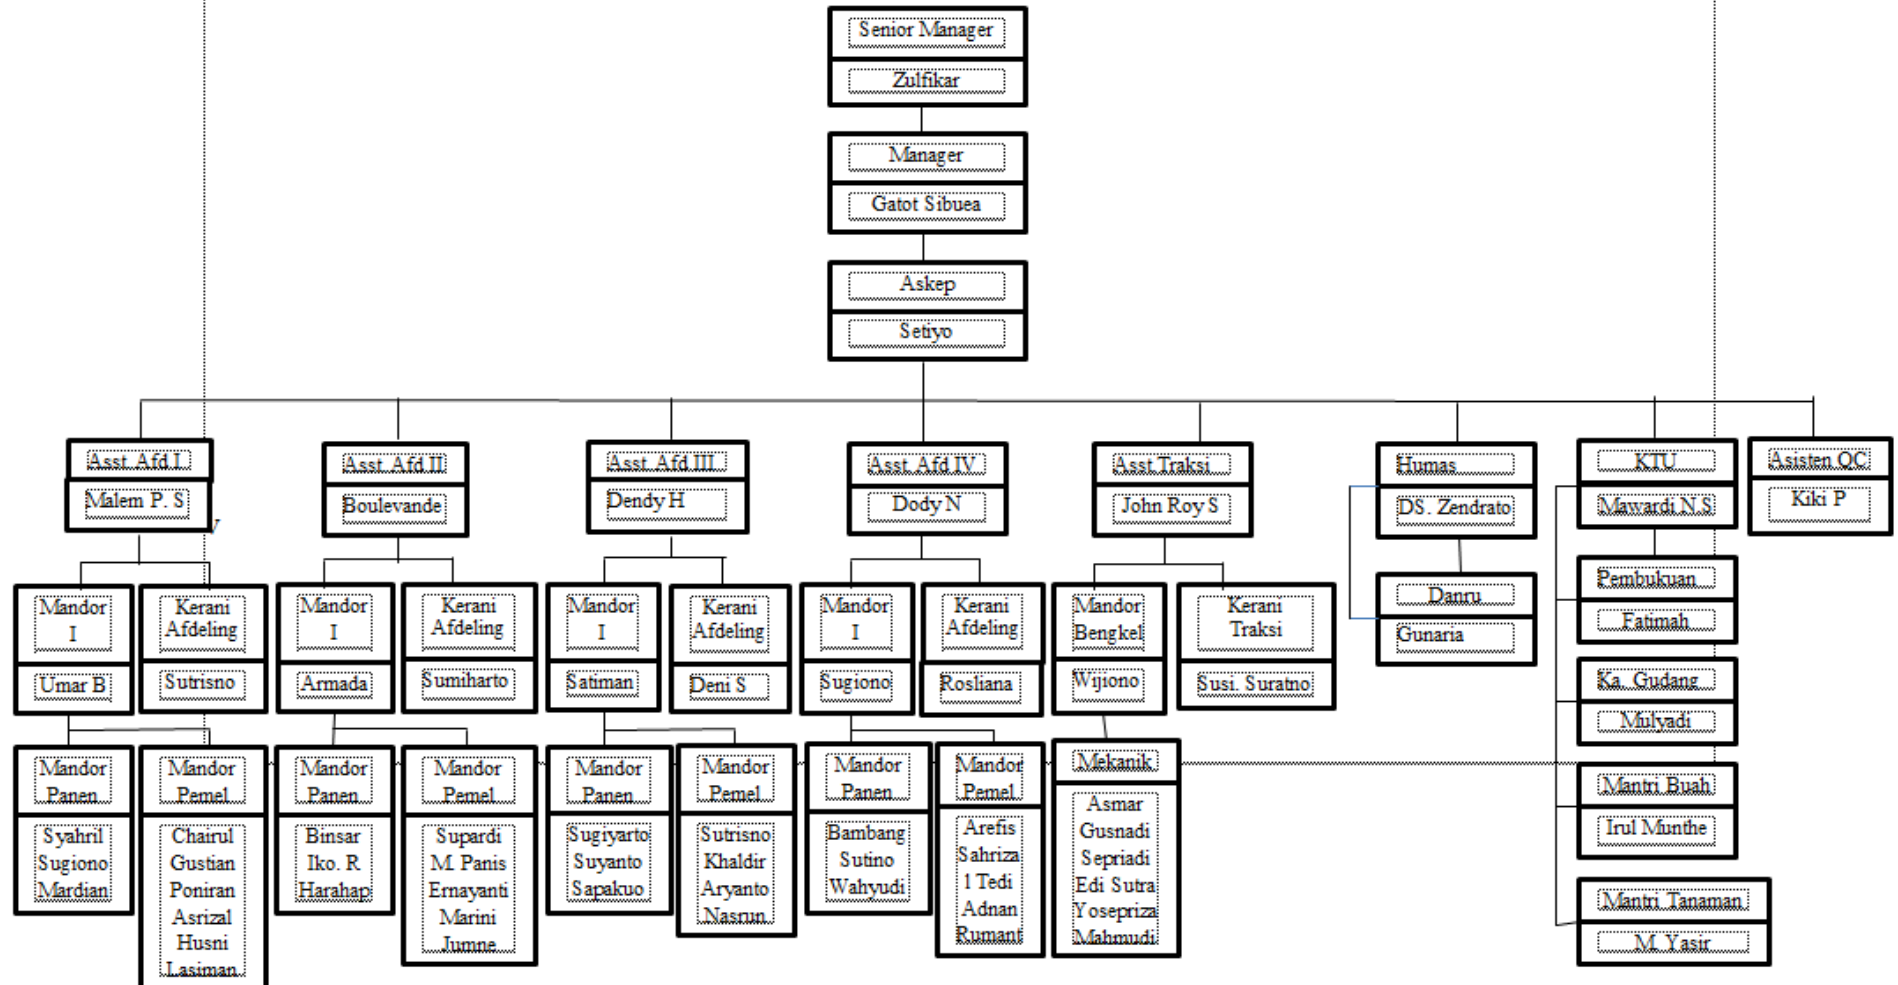 Senior Manager
Zulfikar
Manager
Gatot Sibuea
Askep
Setiyo
Asst. Afd I
Malem P. S
Asst. Afd II
Boulevande
Asst. Afd III
Dendy H
Asst. Afd IV
Dody N
Asst Traksi
John Roy S
Humas
DS. Zendrato
KTU
Mawardi N.S
Asisten QC
Kiki P
Mandor
I
Umar B
Kerani
Afdeling
Sutrisno
Mandor
I
Armada
Kerani
Afdeling
Sumiharto
Mandor
I
Satiman
Kerani
Afdeling
Deni S
Mandor
I
Sugiono
Kerani
Afdeling
Rosliana
Mandor
Bengkel
Wijiono
Kerani
Traksi
Susi. Suratno
Danru
Gunaria
Pembukuan
Fatimah
Ka. Gudang
Mulyadi
Mantri Buah
Irul Munthe
Mantri Tanaman
M. Yasir
Mandor
Panen
Syahril
Sugiono
Mardian
Mandor
Pemel
Chairul
Gustian
Poniran
Asrizal
Husni
Lasiman
Mandor
Panen
Binsar
Iko. R
Harahap
Mandor
Pemel
Supardi
M. Panis
Ernayanti
Marini
Jumne
Mandor
Panen
Sugiyarto
Suyanto
Sapakuo
Mandor
Pemel
Sutrisno
Khaldir
Aryanto
Nasrun
Mandor
Panen
Bambang
Sutino
Wahyudi
Mandor
Pemel
Arefis
Sahriza
l Tedi
Adnan
Rumant
Mekanik
Asmar
Gusnadi
Sepriadi
Edi Sutra
Yosepriza
Mahmudi